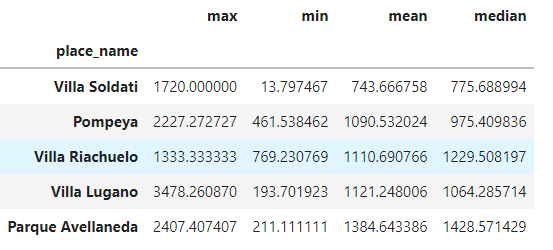 max min mean median
place_name
Villa Soldati 1720.000000 13.797467 743.666758 775.688994
Pompeya 2227.272727 461.538462 1090.532024 975.409836
Villa Riachuelo 1333.333333 769.230769 1110.690766 1229.508197
Villa Lugano 3478.260870 193.701923 1121.248006 1064.285714
Parque Avellaneda 2407.407407 211.111111 1384.643386 1428.571429